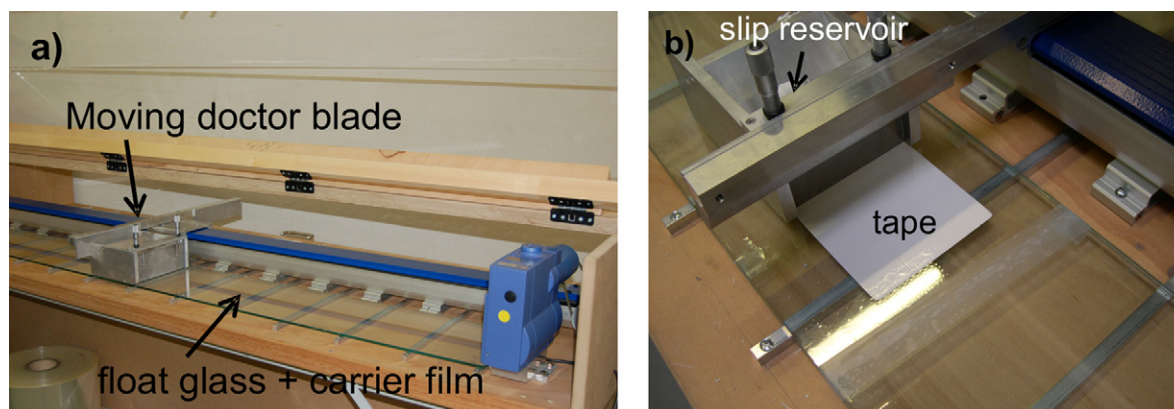 a)
Moving doctor blade
float glass + carrier film
b)
slip reservoir
tape